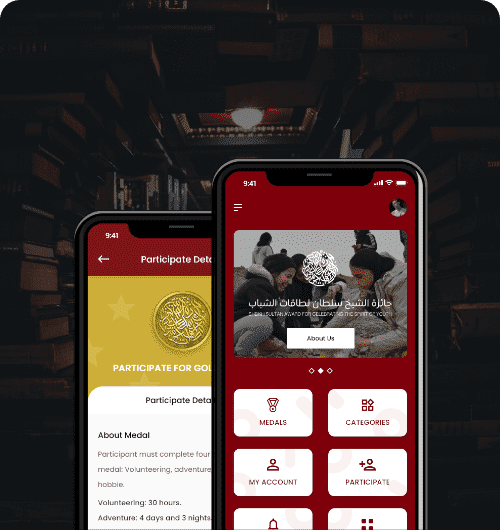 9:41
Participate Deta
PARTICIPATE FOR GOL
Participate Detai
About Medal
Participant must complete four
medal: Volunteering, adventure,
hobbie.
Volunteering: 30 hours.
Adventure: 4 days and 3 nights.
9:41
جائزة الشيخ سلطان لطاقات الشباب
SHEIKH SULTAN AWARD FOR CELEBRATING THE SPIRIT OF YOUTH
About Us
MEDALS
CATEGORIES
MY ACCOUNT
PARTICIPATE